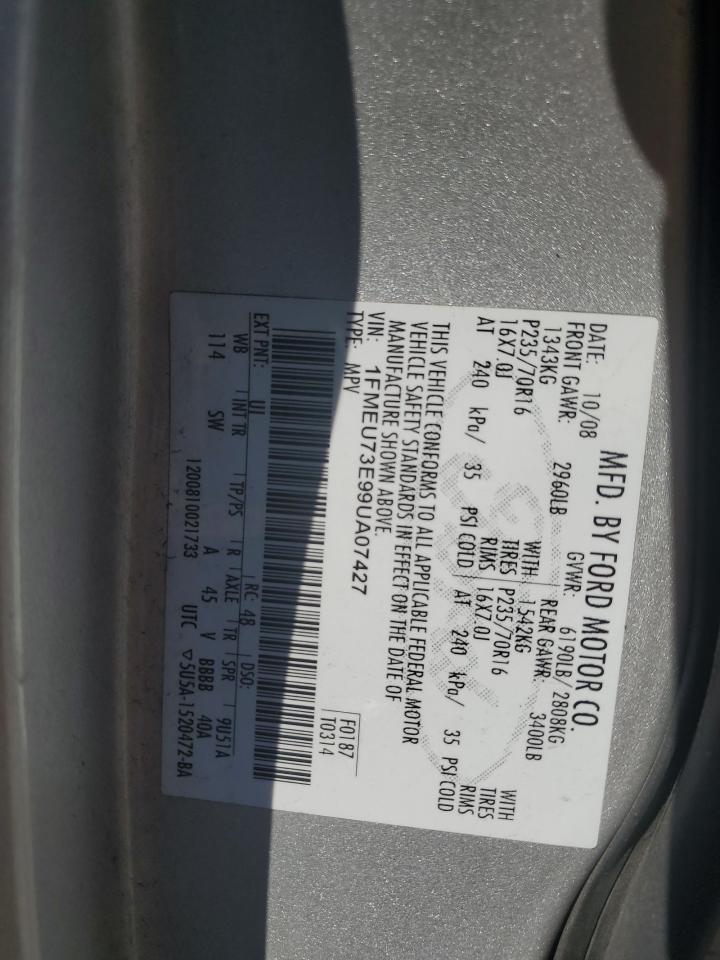 MFD. BY FORD MOTOR CO.
DATE: 10/08 GVWR: 6190LB/ 2808KG
FRONT GAWR: 2960LB REAR GAWR: 3400LB
1343KG WITH 1542KG WITH
P235/70R16 TIRES P235/70R16 TIRES
16X7.0J RIMS 16X7.0J RIMS
AT 240 kPa/ 35 PSI COLD AT 240 kPa/ 35 PSI COLD
THIS VEHICLE CONFORMS TO ALL APPLICABLE FEDERAL MOTOR
VEHICLE SAFETY STANDARDS IN EFFECT ON THE DATE OF
MANUFACTURE SHOWN ABOVE.
VIN: 1FMEU73E99UA07427
TYPE: MPV
F0187
T0314
EXT PNT: UI RC: 48 DSO:
WB INT TR TP/PS R AXLE TR SPR 9U51A
114 SW A 45 V BBBB 40A
1200810021733 UTC ▽5U5A-1520472-BA